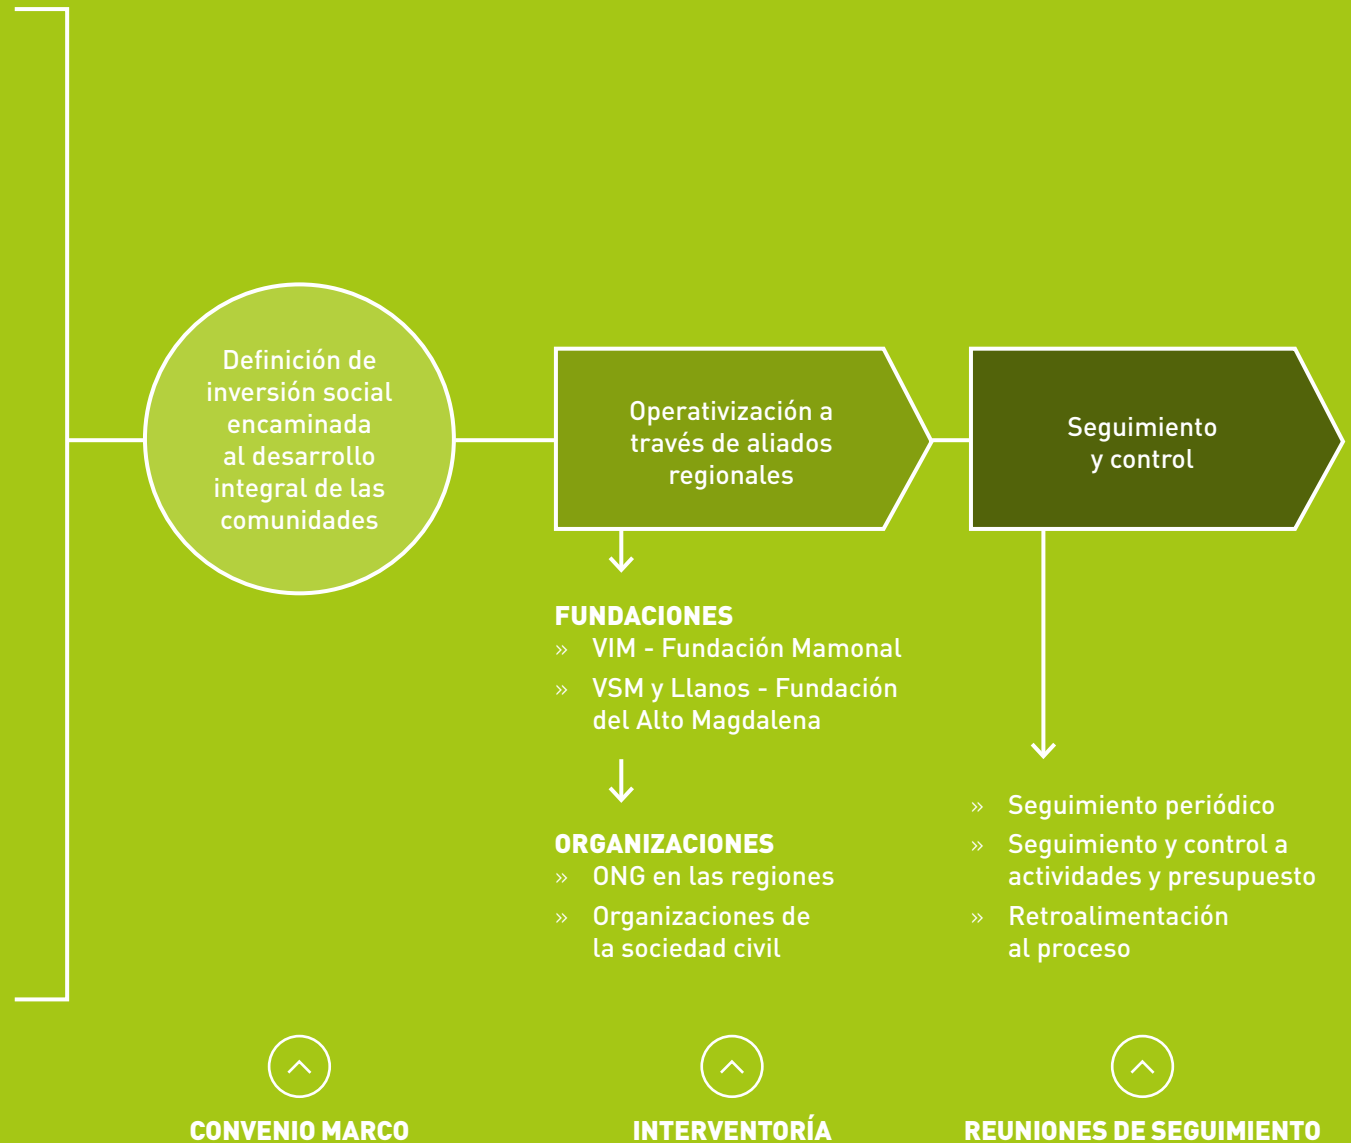 Definición de
inversión social
encaminada
al desarrollo
integral de las
comunidades
Operativización a
través de aliados
regionales
Seguimiento
y control
FUNDACIONES
» VIM - Fundación Mamonal
» VSM y Llanos - Fundación
del Alto Magdalena
ORGANIZACIONES
» ONG en las regiones
» Organizaciones de
la sociedad civil
» Seguimiento periódico
» Seguimiento y control a
actividades y presupuesto
» Retroalimentación
al proceso
CONVENIO MARCO
INTERVENTORÍA
REUNIONES DE SEGUIMIENTO